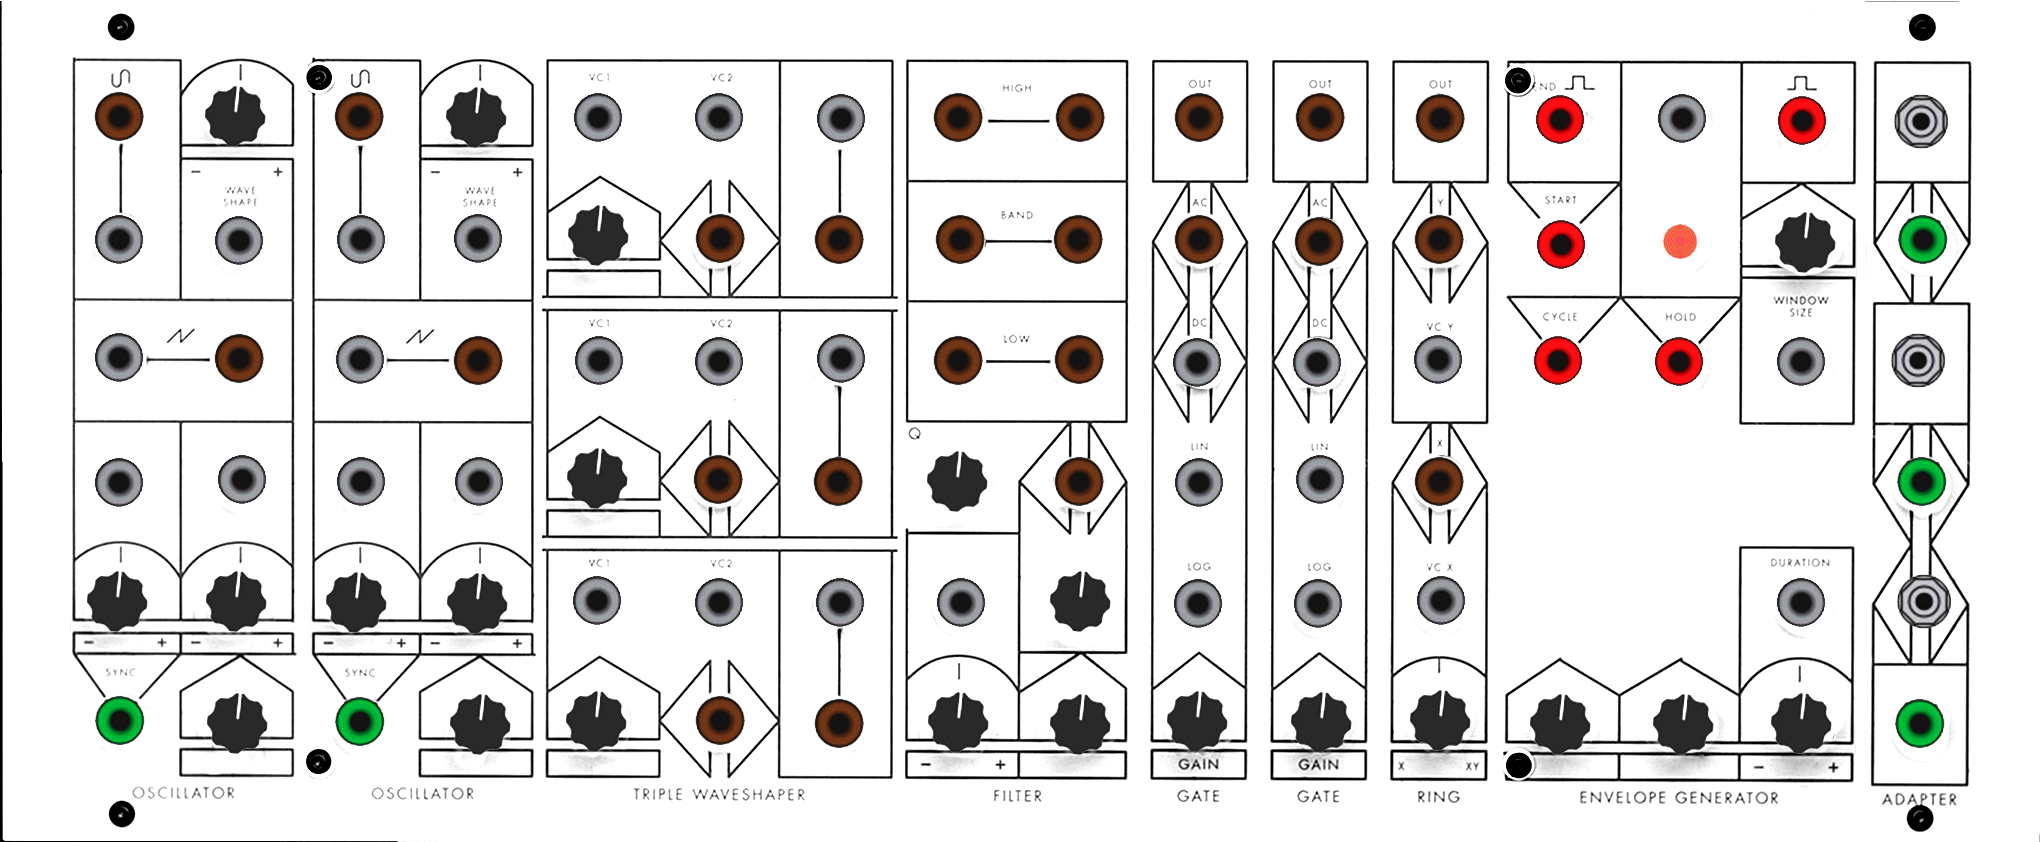 VC1 VC2 HIGH OUT OUT OUT END
- + - +
WAVE
SHAPE
WAVE
SHAPE
AC AC Y START
BAND
VC1 VC2 DC DC VC Y CYCLE HOLD
WINDOW
SIZE
LOW
Q
LIN LIN X
VC1 VC2 LOG LOG VC X DURATION
- + - + - + - +
SYNC SYNC
- + GAIN GAIN X XY - +
OSCILLATOR OSCILLATOR TRIPLE WAVESHAPER FILTER GATE GATE RING ENVELOPE GENERATOR ADAPTER